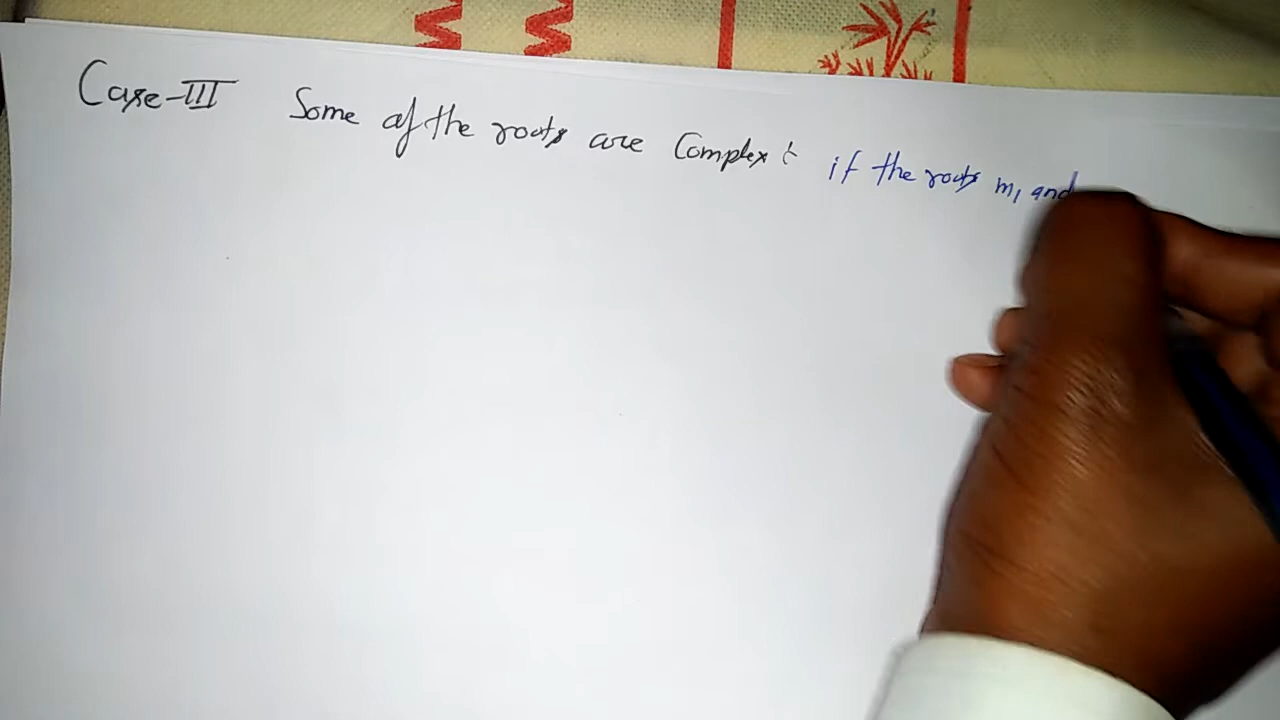 Case-III Some of the roots are Complex :- if the roots m1 and